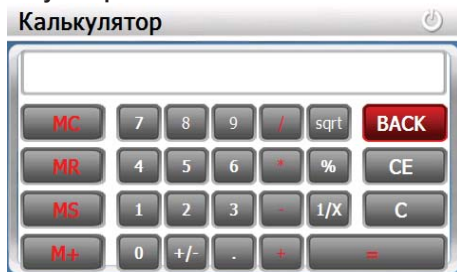 Калькулятор
MC 7 8 9 / sqrt BACK
MR 4 5 6 * % CE
MS 1 2 3 - 1/X C
M+ 0 +/- . + =